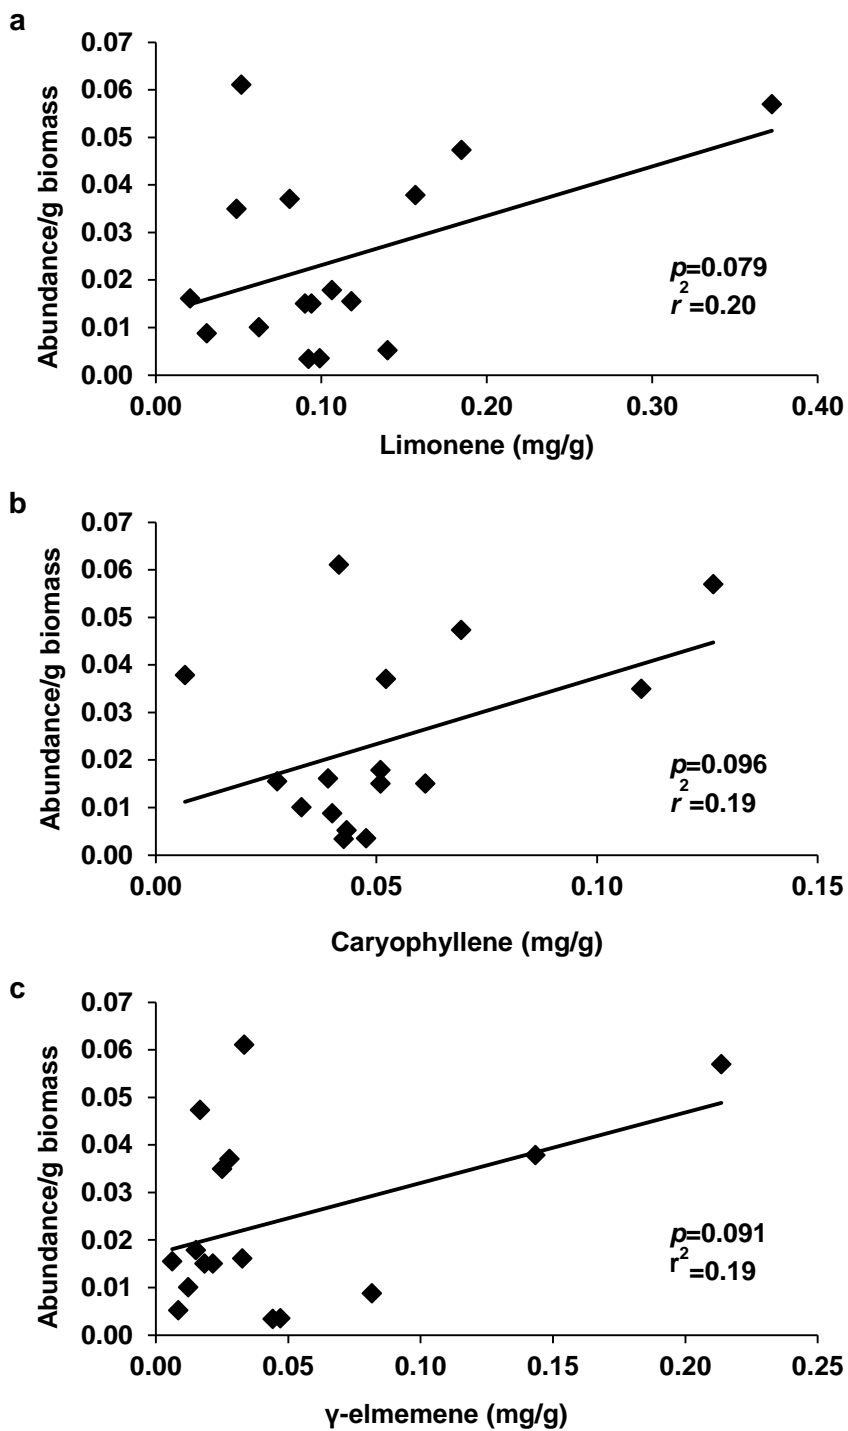 a
Abundance/g biomass
0.07
0.06
0.05
0.04
0.03
0.02
0.01
0.00
0.00 0.10 0.20 0.30 0.40
Limonene (mg/g)
p=0.079
r²=0.20
b
Abundance/g biomass
0.07
0.06
0.05
0.04
0.03
0.02
0.01
0.00
0.00 0.05 0.10 0.15
Caryophyllene (mg/g)
p=0.096
r²=0.19
c
Abundance/g biomass
0.07
0.06
0.05
0.04
0.03
0.02
0.01
0.00
0.00 0.05 0.10 0.15 0.20 0.25
γ-elmemene (mg/g)
p=0.091
r²=0.19